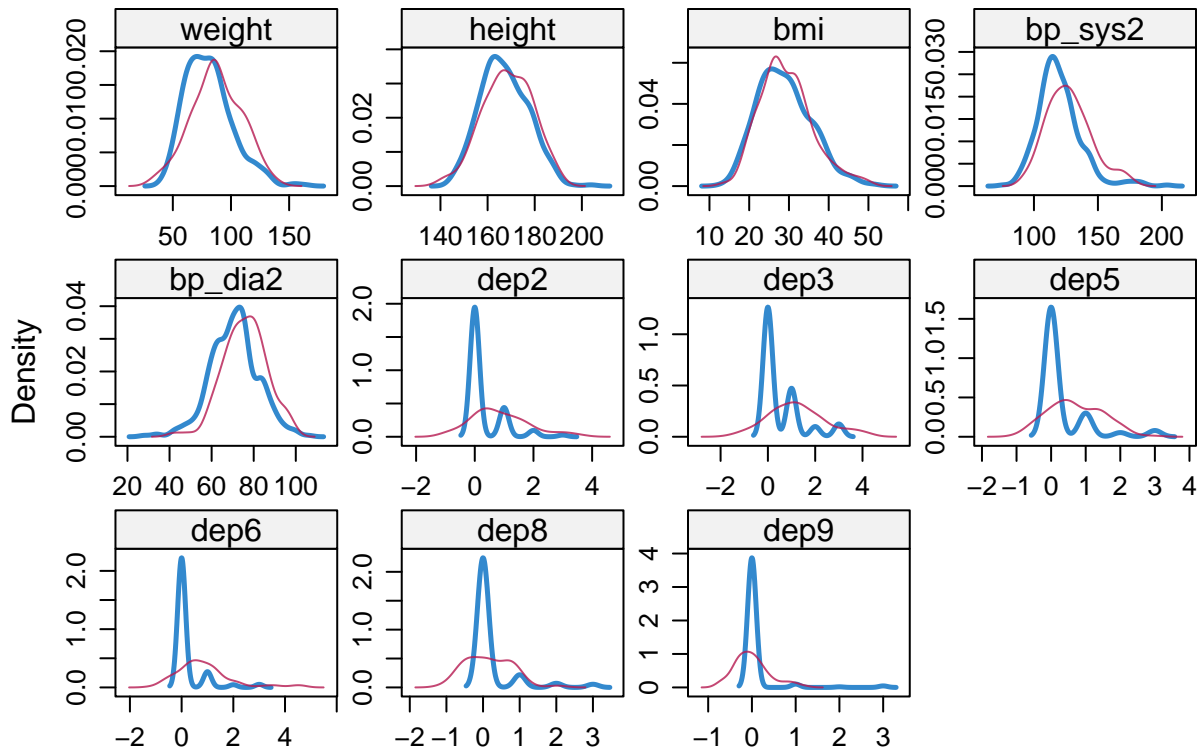 Density
weight
0.000 0.010 0.020
50 100 150
height
0.00 0.02
140 160 180 200
bmi
0.00 0.04
10 20 30 40 50
bp_sys2
0.000 0.015 0.030
100 150 200
bp_dia2
0.00 0.02 0.04
20 40 60 80 100
dep2
0.0 1.0 2.0
−2 0 2 4
dep3
0.0 0.5 1.0
−2 0 2 4
dep5
0.0 0.5 1.0 1.5
−2 −1 0 1 2 3 4
dep6
0.0 1.0 2.0
−2 0 2 4
dep8
0.0 1.0 2.0
−2 −1 0 1 2 3
dep9
0 1 2 3 4
−1 0 1 2 3